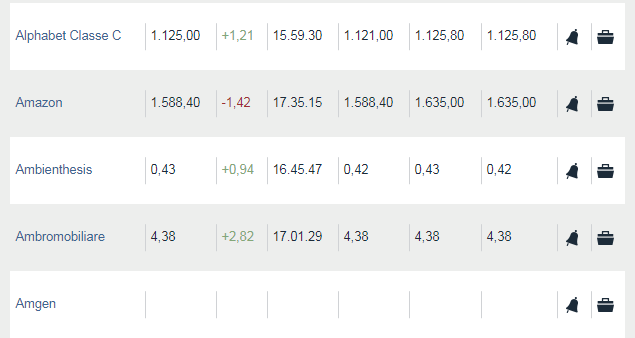 Alphabet Classe C 1.125,00 +1,21 15.59.30 1.121,00 1.125,80 1.125,80
Amazon 1.588,40 -1,42 17.35.15 1.588,40 1.635,00 1.635,00
Ambienthesis 0,43 +0,94 16.45.47 0,42 0,43 0,42
Ambromobiliare 4,38 +2,82 17.01.29 4,38 4,38 4,38
Amgen